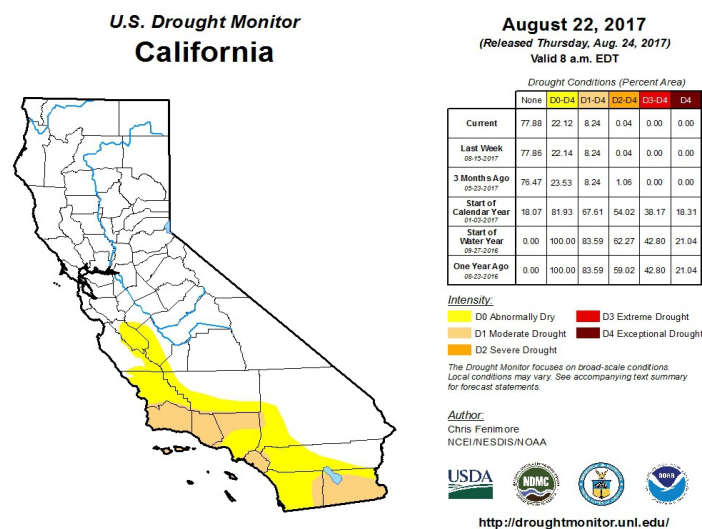 U.S. Drought Monitor
California
August 22, 2017
(Released Thursday, Aug. 24, 2017)
Valid 8 a.m. EDT
Drought Conditions (Percent Area)
None D0-D4 D1-D4 D2-D4 D3-D4 D4
Current 77.88 22.12 8.24 0.04 0.00 0.00
Last Week
08-15-2017 77.86 22.14 8.24 0.04 0.00 0.00
3 Months Ago
05-23-2017 76.47 23.53 8.24 1.06 0.00 0.00
Start of
Calendar Year
01-03-2017 18.07 81.93 67.61 54.02 38.17 18.31
Start of
Water Year
09-27-2016 0.00 100.00 83.59 62.27 42.80 21.04
One Year Ago
08-23-2016 0.00 100.00 83.59 59.02 42.80 21.04
Intensity:
D0 Abnormally Dry
D1 Moderate Drought
D2 Severe Drought
D3 Extreme Drought
D4 Exceptional Drought
The Drought Monitor focuses on broad-scale conditions.
Local conditions may vary. See accompanying text summary
for forecast statements.
Author:
Chris Fenimore
NCEI/NESDIS/NOAA
USDA
NDMC
NOAA
http://droughtmonitor.unl.edu/